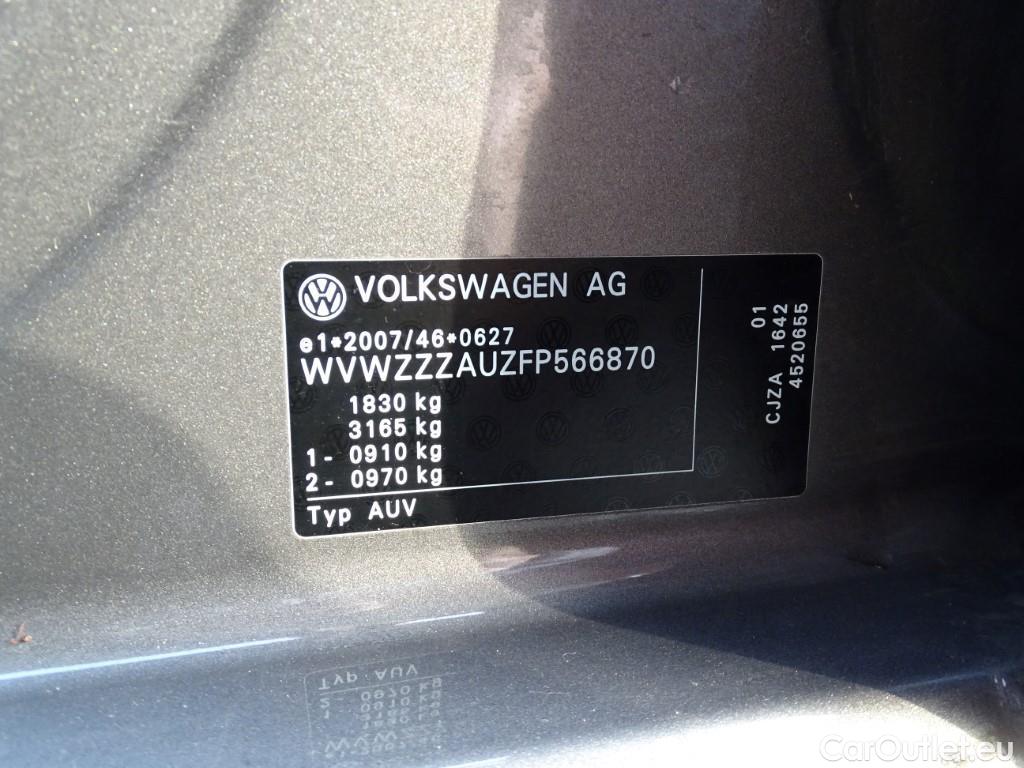 VOLKSWAGEN AG
e1*2007/46*0627
WVWZZZAUZFP566870
1830 kg
3165 kg
1- 0910 kg
2- 0970 kg
Typ AUV
01
CJZA 1642
4520655
CarOutlet.eu